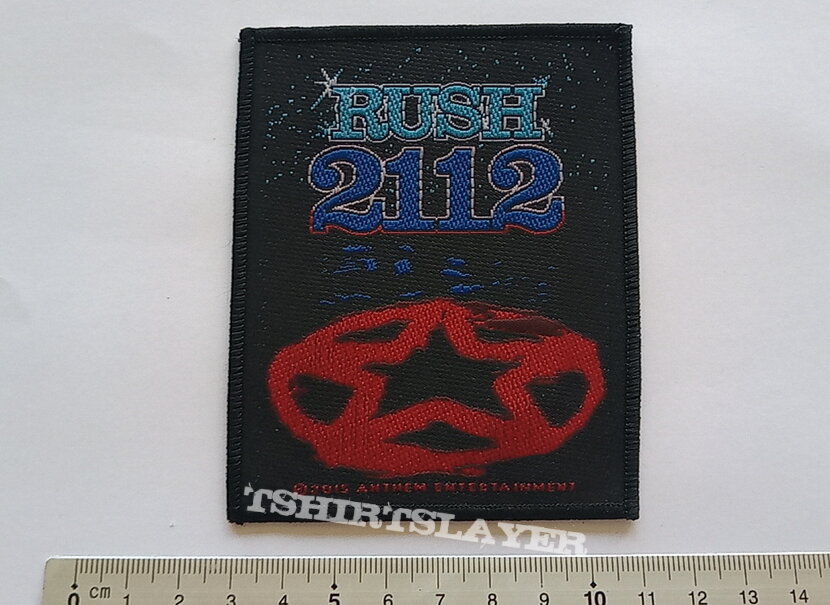 RUSH
2112
©2015 ANTHEM ENTERTAINMENT
TSHIRTSLAYER
0 cm 1 2 3 4 5 6 7 8 9 10 11 12 13 14